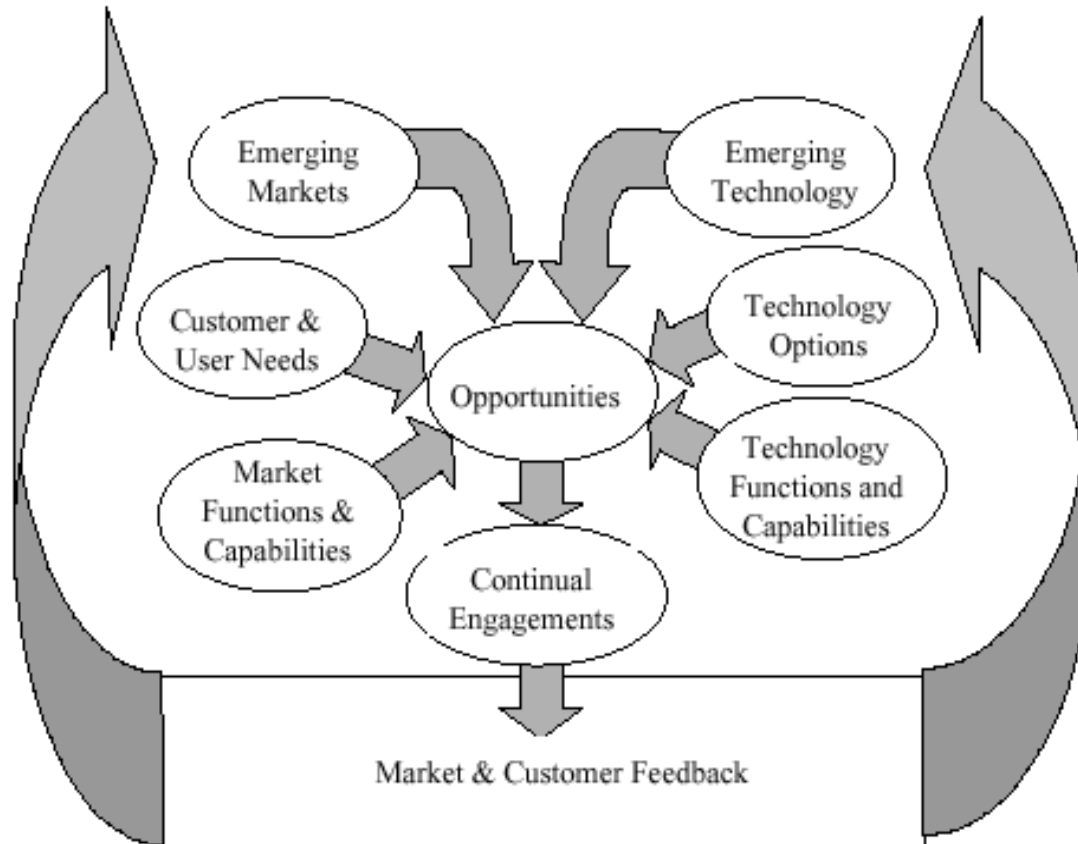 Emerging
Markets
Emerging
Technology
Customer &
User Needs
Technology
Options
Opportunities
Market
Functions &
Capabilities
Technology
Functions and
Capabilities
Continual
Engagements
Market & Customer Feedback